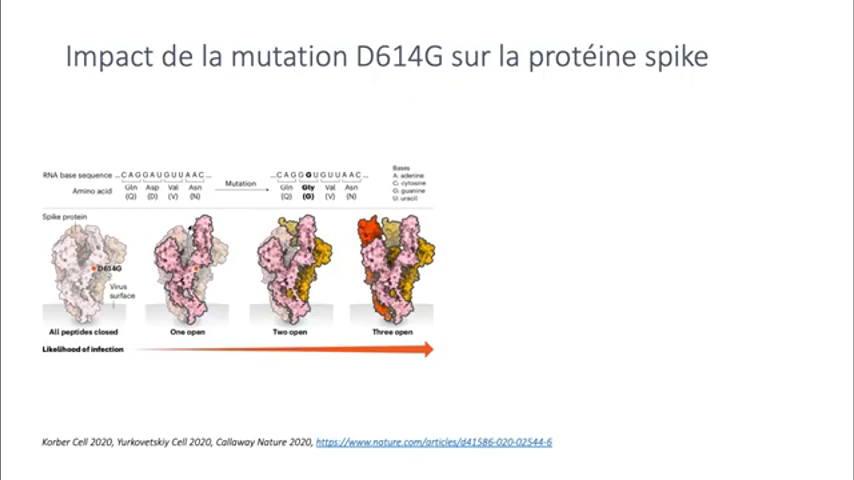 Impact de la mutation D614G sur la protéine spike
RNA base sequence ...CAGGAUGUUAAC...
Amino acid
Gln Asp Val Asn
(Q) (D) (V) (N)
Mutation
...CAGGGUGUUAAC...
Gln Gly Val Asn
(Q) (G) (V) (N)
Bases
A: adenine
C: cytosine
G: guanine
U: uracil
Spike protein
D614G
Virus
surface
All peptides closed
One open
Two open
Three open
Likelihood of infection
Korber Cell 2020, Yurkovetskiy Cell 2020, Callaway Nature 2020, https://www.nature.com/articles/d41586-020-02544-6